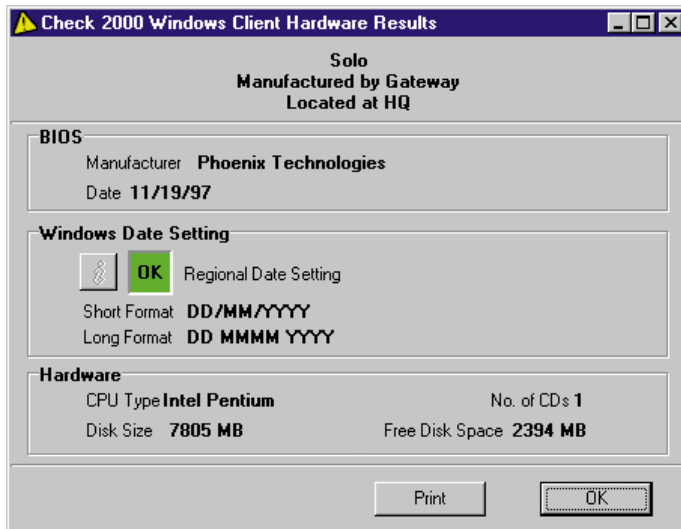 Check 2000 Windows Client Hardware Results
Solo
Manufactured by Gateway
Located at HQ
BIOS
Manufacturer Phoenix Technologies
Date 11/19/97
Windows Date Setting
i OK Regional Date Setting
Short Format DD/MM/YYYY
Long Format DD MMMM YYYY
Hardware
CPU Type Intel Pentium No. of CDs 1
Disk Size 7805 MB Free Disk Space 2394 MB
Print OK